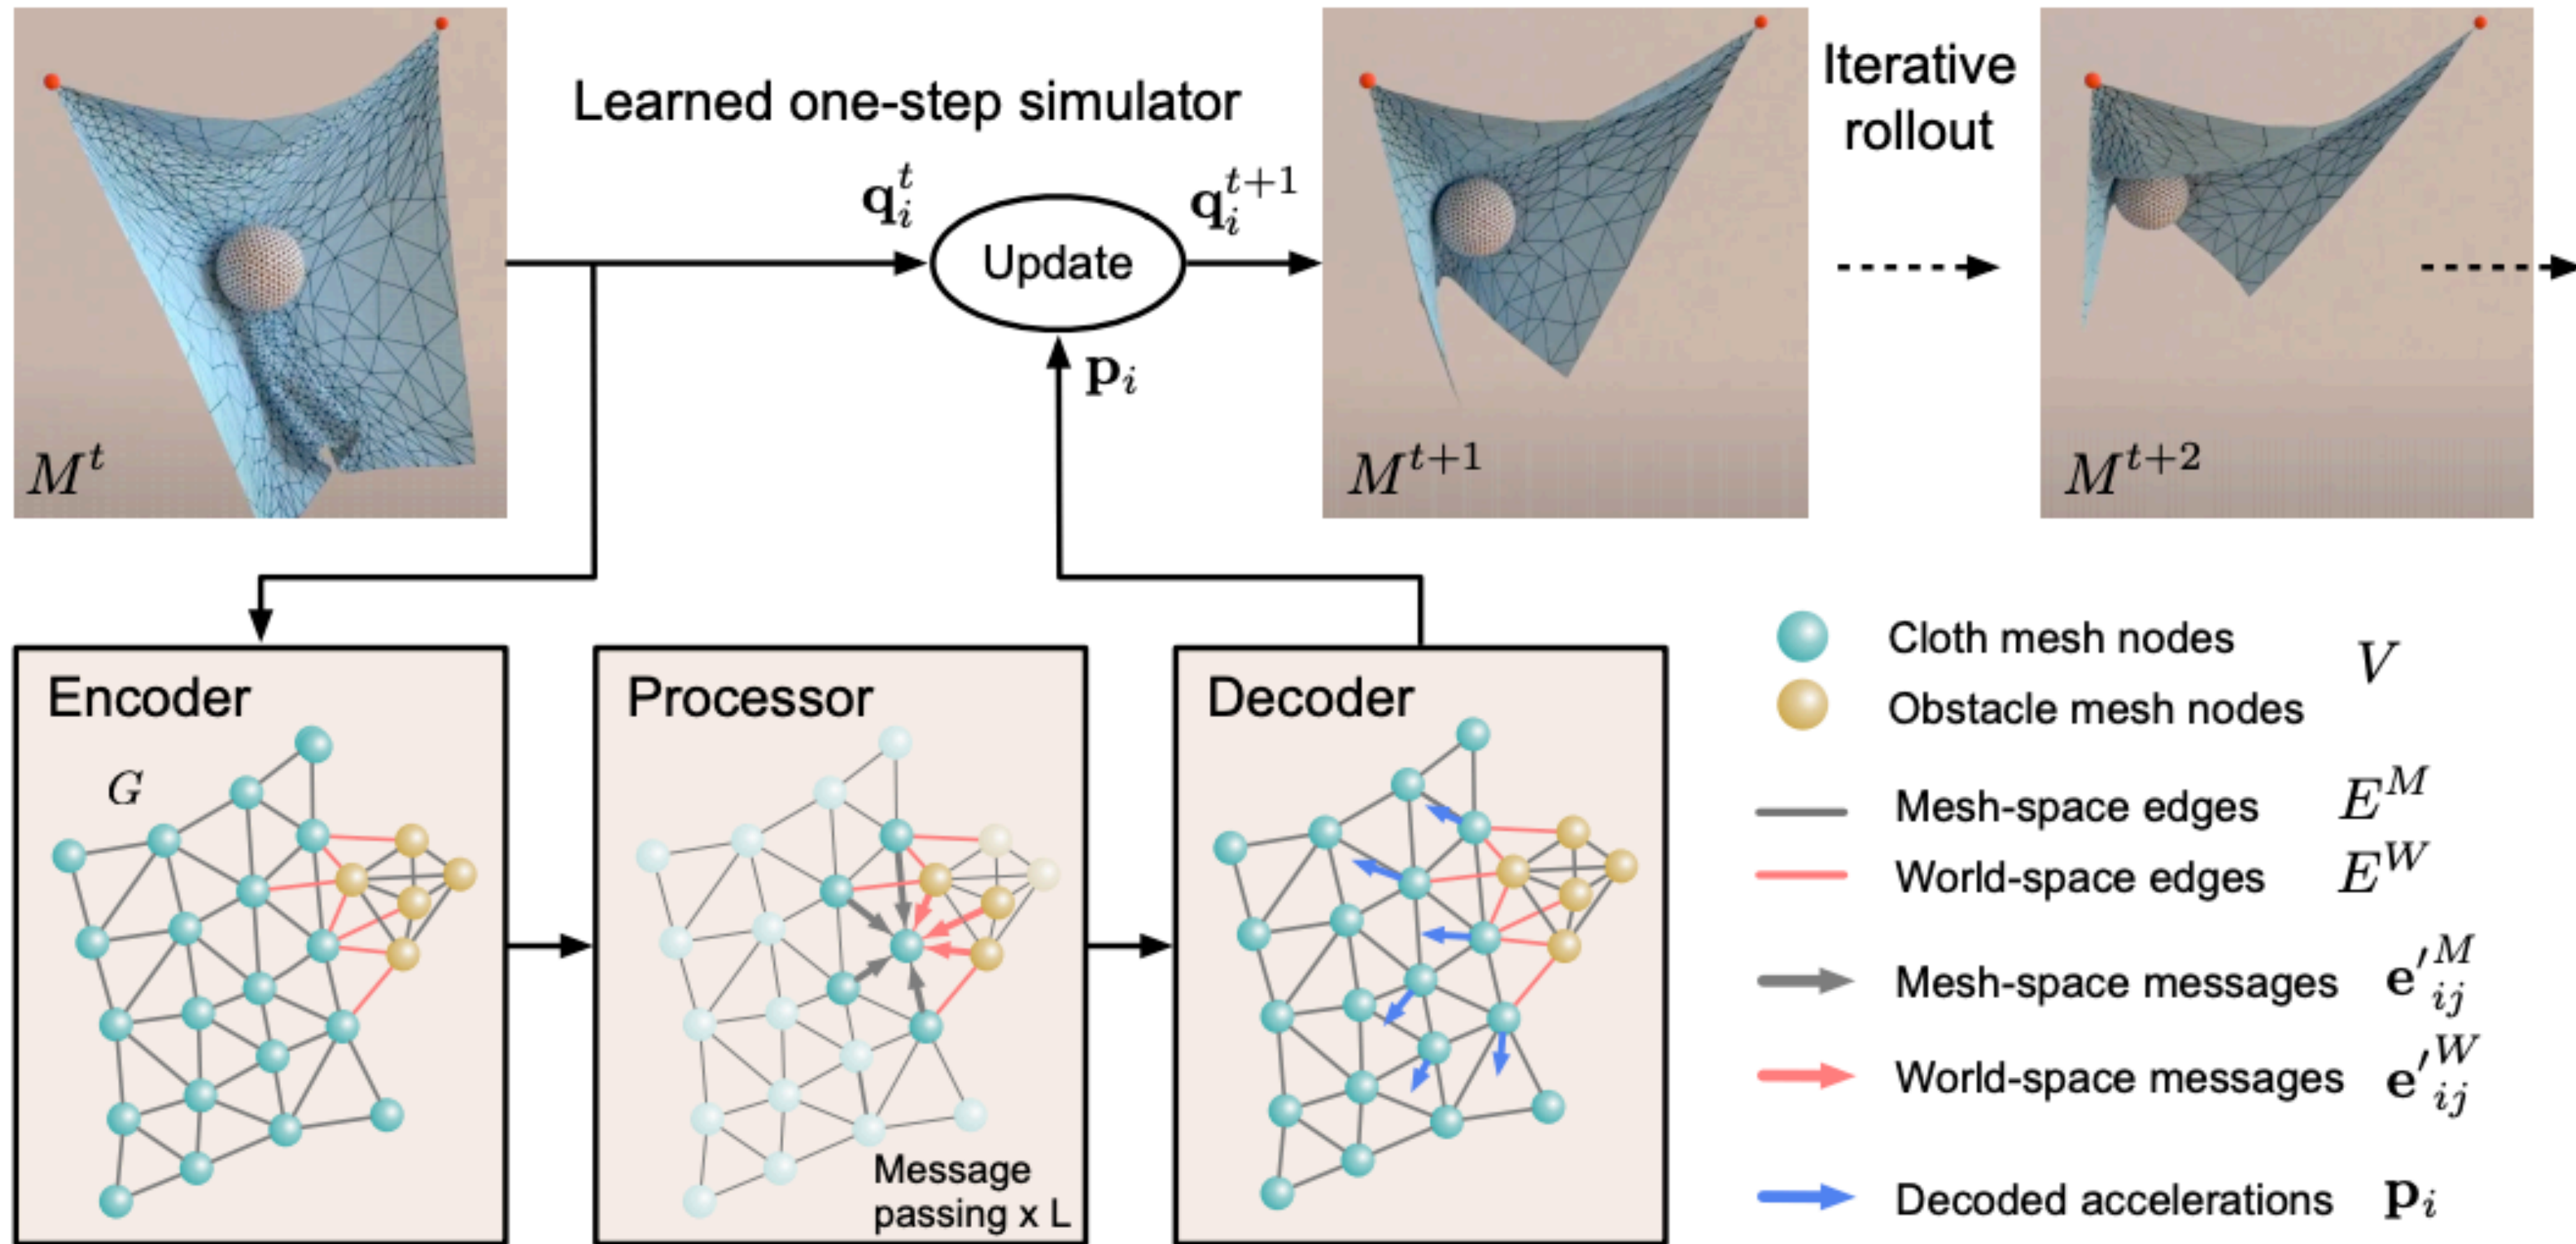 Learned one-step simulator
Iterative
rollout
q_i^t
Update
q_i^{t+1}
p_i
M^t
M^{t+1}
M^{t+2}
Encoder
G
Processor
Message
passing x L
Decoder
Cloth mesh nodes
Obstacle mesh nodes
V
Mesh-space edges E^M
World-space edges E^W
Mesh-space messages e'^M_{ij}
World-space messages e'^W_{ij}
Decoded accelerations p_i